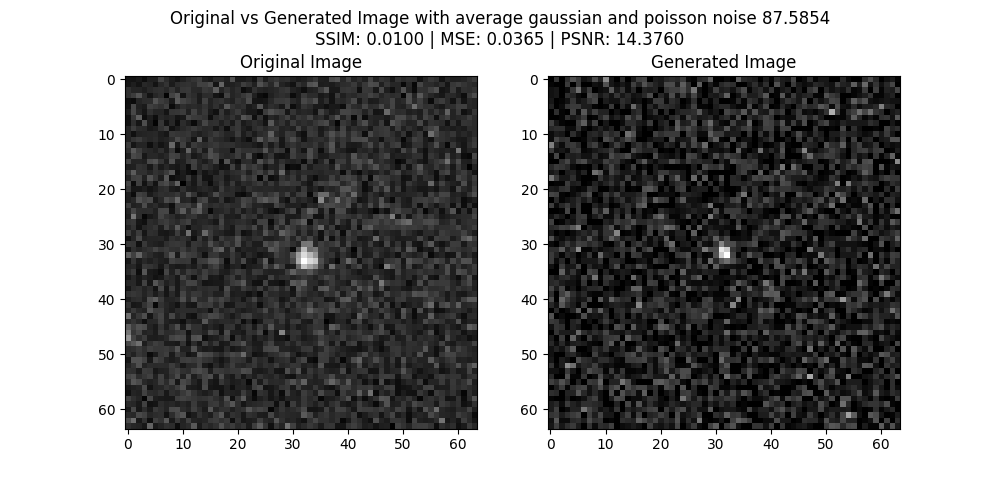 Original vs Generated Image with average gaussian and poisson noise 87.5854
SSIM: 0.0100 | MSE: 0.0365 | PSNR: 14.3760
Original Image
0
10
20
30
40
50
60
0 10 20 30 40 50 60
Generated Image
0
10
20
30
40
50
60
0 10 20 30 40 50 60